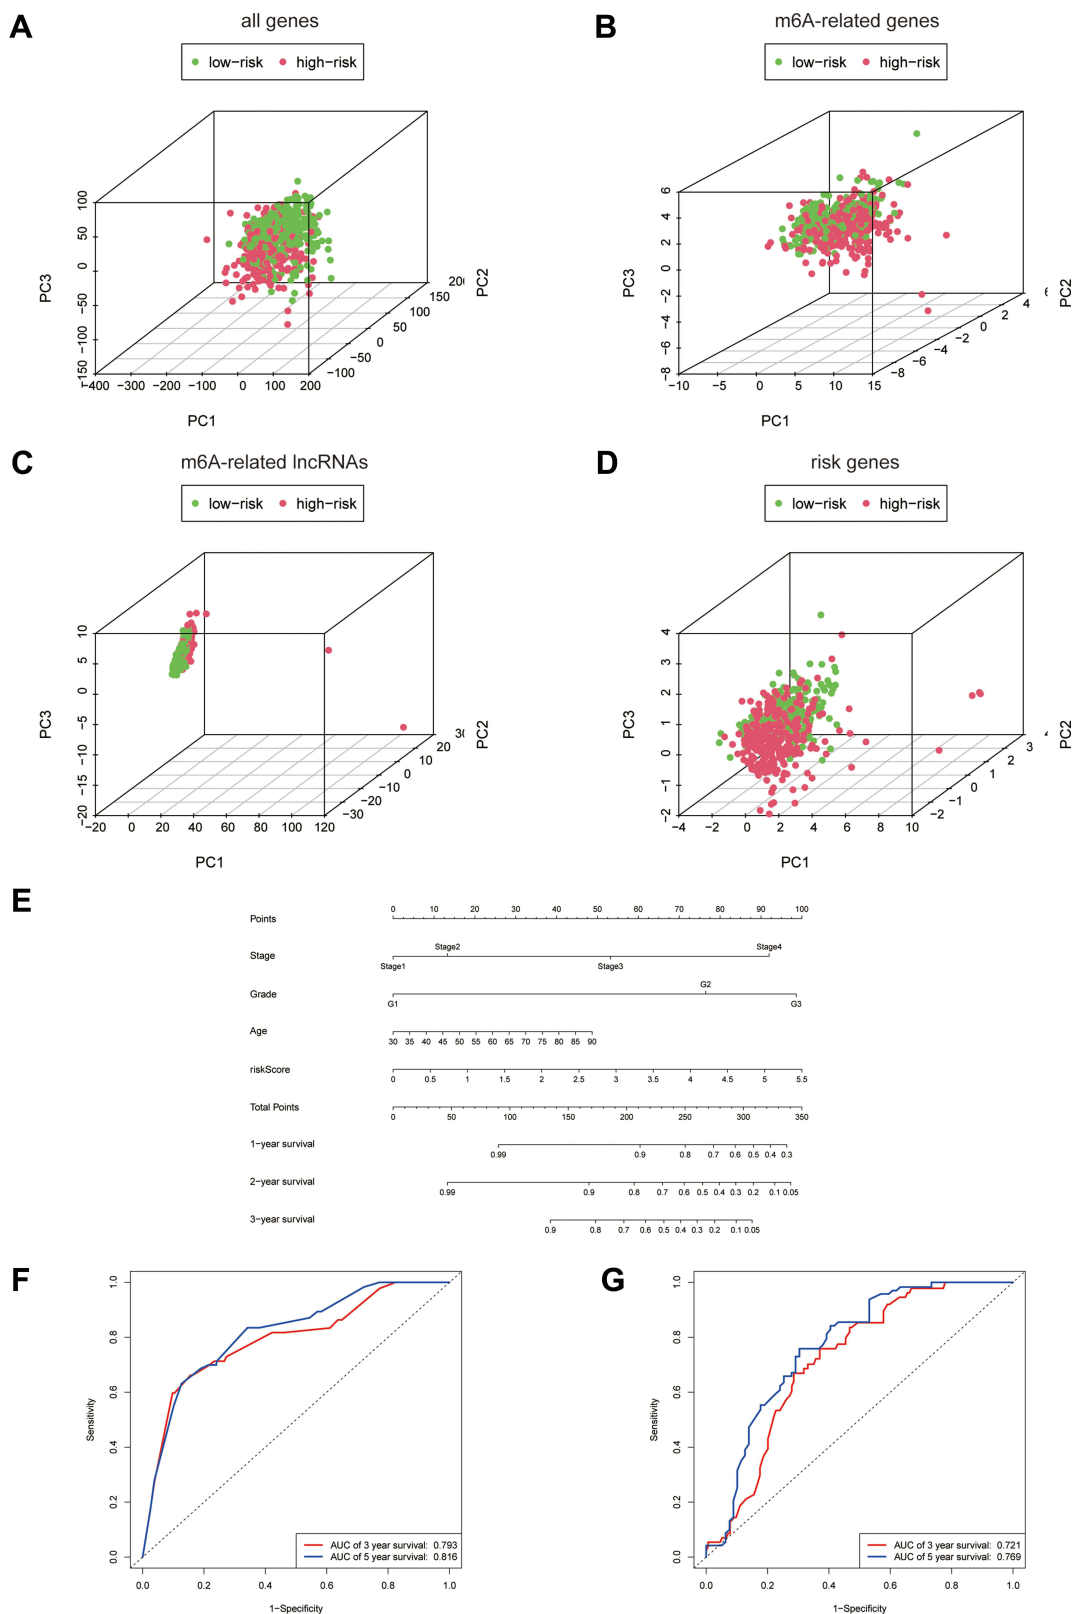 A
all genes
low-risk high-risk
PC3
100
50
0
-50
-100
-150
-400 -300 -200 -100 0 100 200
-100
-50
0
50
100
150
PC2
PC1
B
m6A-related genes
low-risk high-risk
PC3
6
4
2
0
-2
-4
-6
-8
-10 -5 0 5 10 15
-8
-6
-4
-2
0
2
4
PC2
PC1
C
m6A-related lncRNAs
low-risk high-risk
PC3
10
5
0
-5
-10
-15
-20
-20 0 20 40 60 80 100 120
-30
-20
-10
0
10
20
PC2
PC1
D
risk genes
low-risk high-risk
PC3
4
3
2
1
0
-1
-2
-4 -2 0 2 4 6 8 10
-2
-1
0
1
2
3
PC2
PC1
E
Points 0 10 20 30 40 50 60 70 80 90 100
Stage Stage1 Stage2 Stage3 Stage4
Grade G1 G2 G3
Age 30 35 40 45 50 55 60 65 70 75 80 85 90
riskScore 0 0.5 1 1.5 2 2.5 3 3.5 4 4.5 5 5.5
Total Points 0 50 100 150 200 250 300 350
1-year survival 0.99 0.9 0.8 0.7 0.6 0.5 0.4 0.3
2-year survival 0.99 0.9 0.8 0.7 0.6 0.5 0.4 0.3 0.2 0.1 0.05
3-year survival 0.9 0.8 0.7 0.6 0.5 0.4 0.3 0.2 0.1 0.05
F
Sensitivity
1.0
0.8
0.6
0.4
0.2
0.0
AUC of 3 year survival: 0.793
AUC of 5 year survival: 0.816
0.0 0.2 0.4 0.6 0.8 1.0
1-Specificity
G
Sensitivity
1.0
0.8
0.6
0.4
0.2
0.0
AUC of 3 year survival: 0.721
AUC of 5 year survival: 0.769
0.0 0.2 0.4 0.6 0.8 1.0
1-Specificity